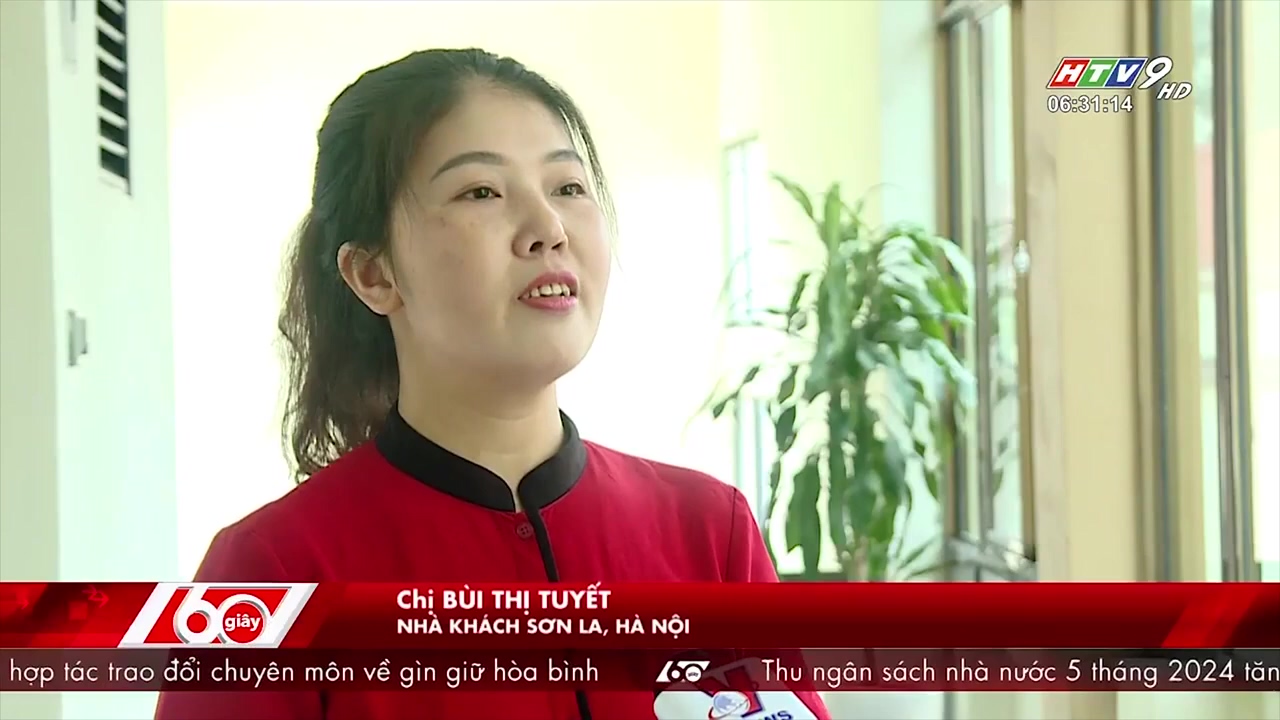 HTV9 HD
06:31:14
60 giây
Chị BÙI THỊ TUYẾT
NHÀ KHÁCH SƠN LA, HÀ NỘI
hợp tác trao đổi chuyên môn về gìn giữ hòa bình 60 giây Thu ngân sách nhà nước 5 tháng 2024 tăn